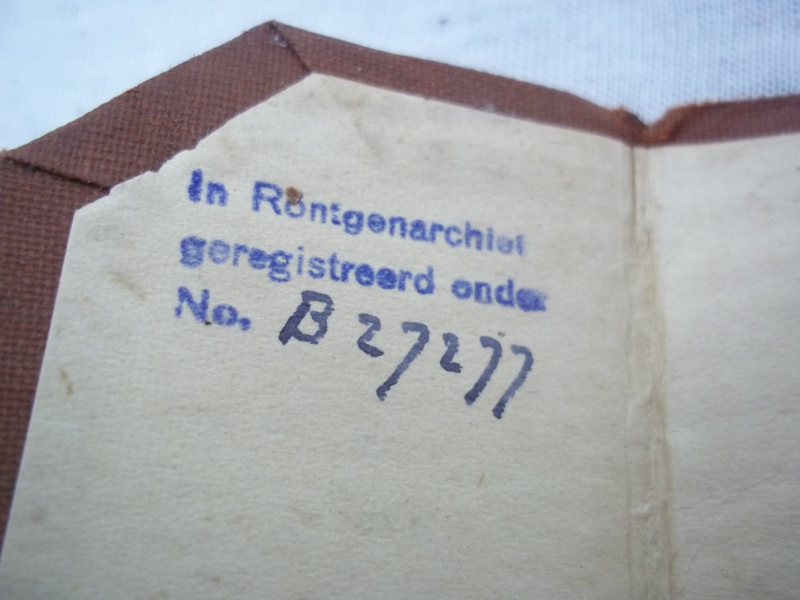 In Röntgenarchief
geregistreerd onder
No. B 27277